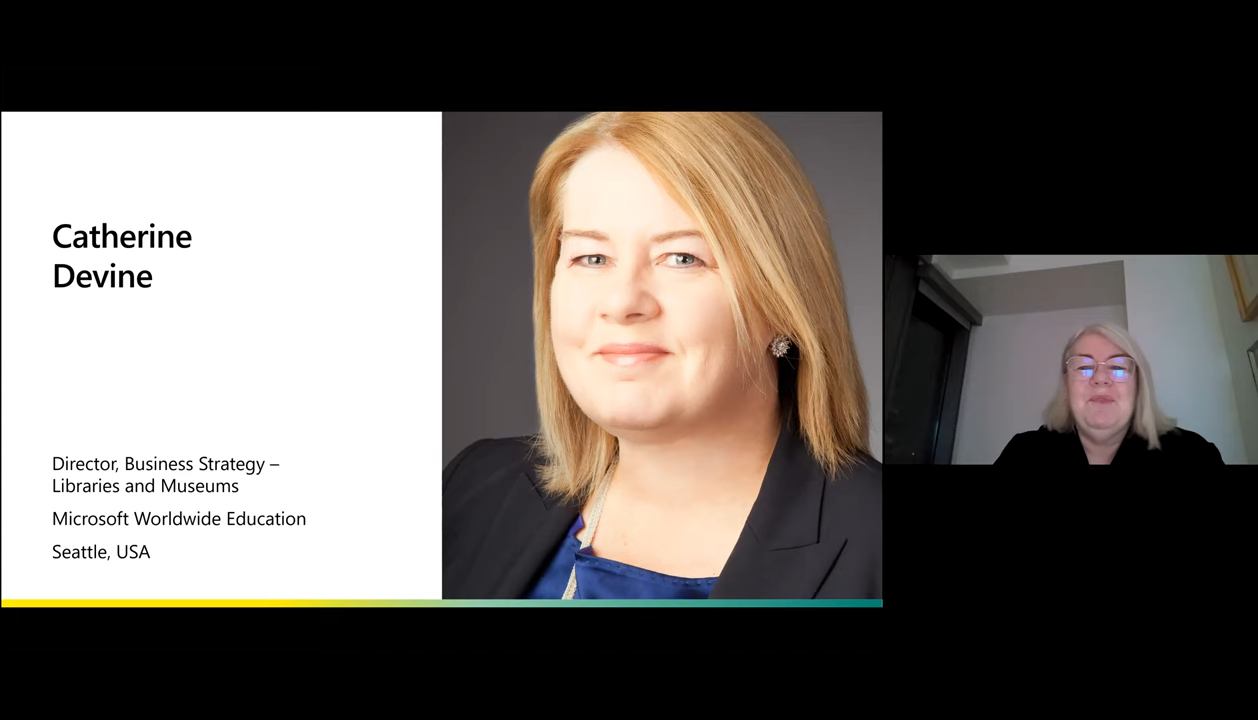 Catherine
Devine
Director, Business Strategy –
Libraries and Museums
Microsoft Worldwide Education
Seattle, USA